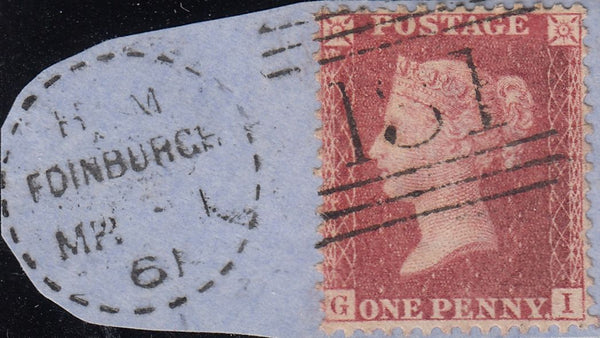 POSTAGE
131
G ONE PENNY. I
EDINBURGH
MR
61